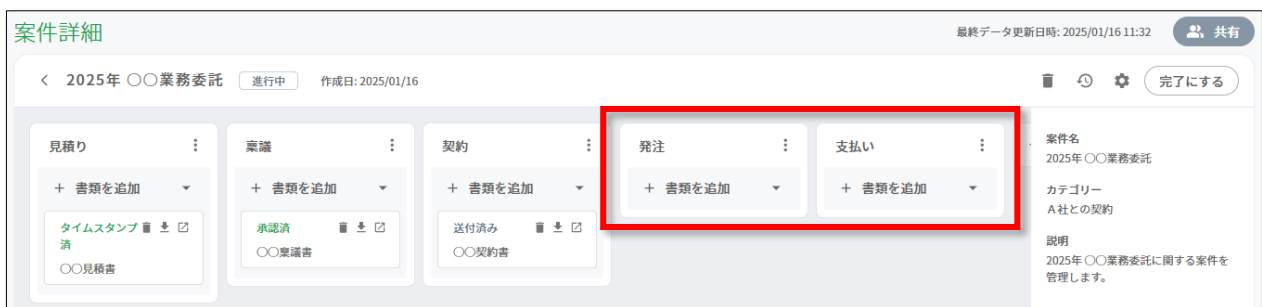 案件詳細
最終データ更新日時: 2025/01/16 11:32
共有
2025年 〇〇業務委託
進行中
作成日: 2025/01/16
完了にする
見積り
＋ 書類を追加
タイムスタンプ
済
〇〇見積書
稟議
＋ 書類を追加
承認済
〇〇稟議書
契約
＋ 書類を追加
送付済み
〇〇契約書
発注
＋ 書類を追加
支払い
＋ 書類を追加
案件名
2025年 〇〇業務委託
カテゴリー
A社との契約
説明
2025年 〇〇業務委託に関する案件を
管理します。